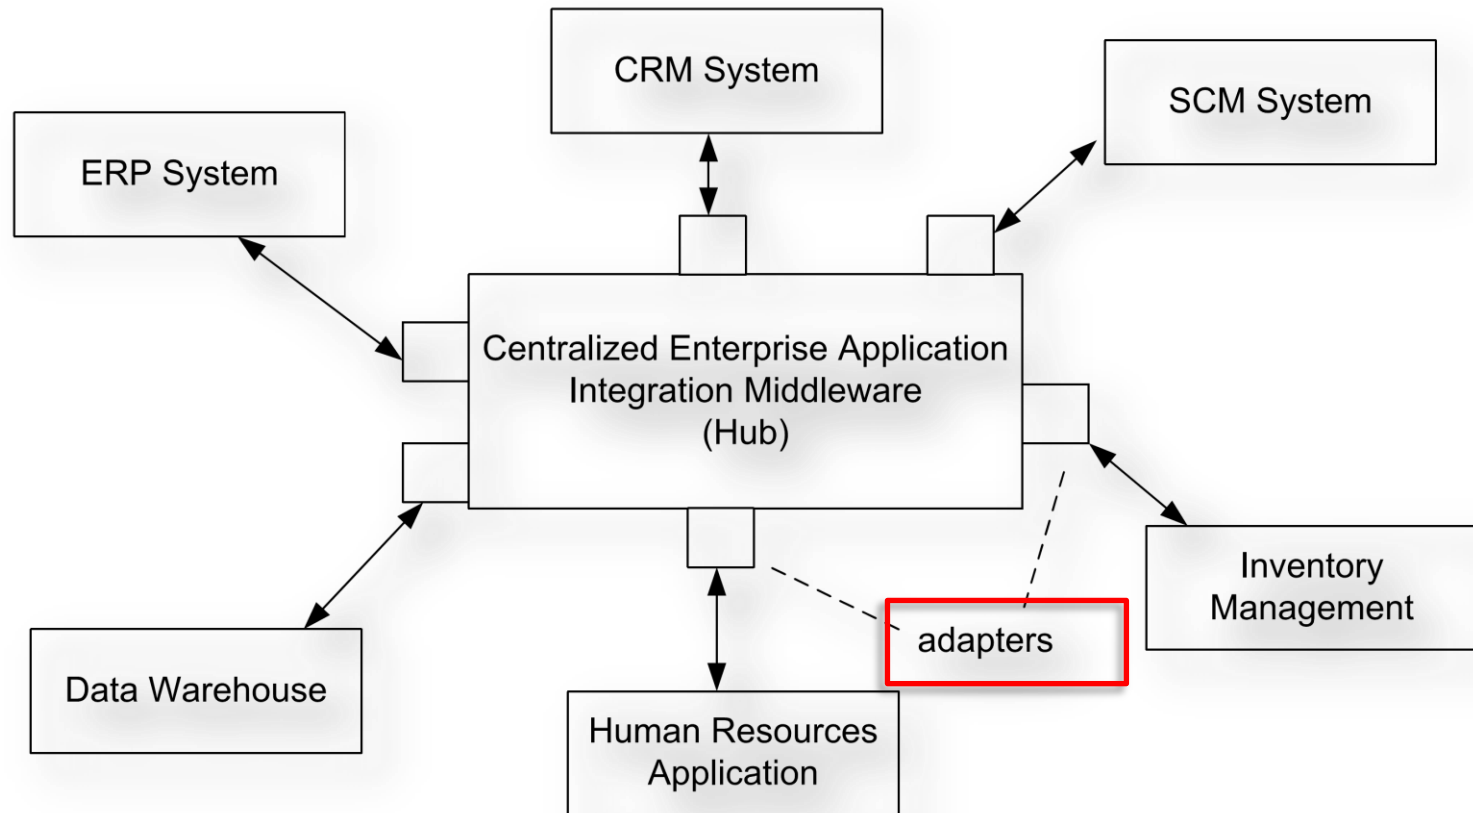 CRM System
SCM System
ERP System
Centralized Enterprise Application
Integration Middleware
(Hub)
Inventory
Management
adapters
Data Warehouse
Human Resources
Application